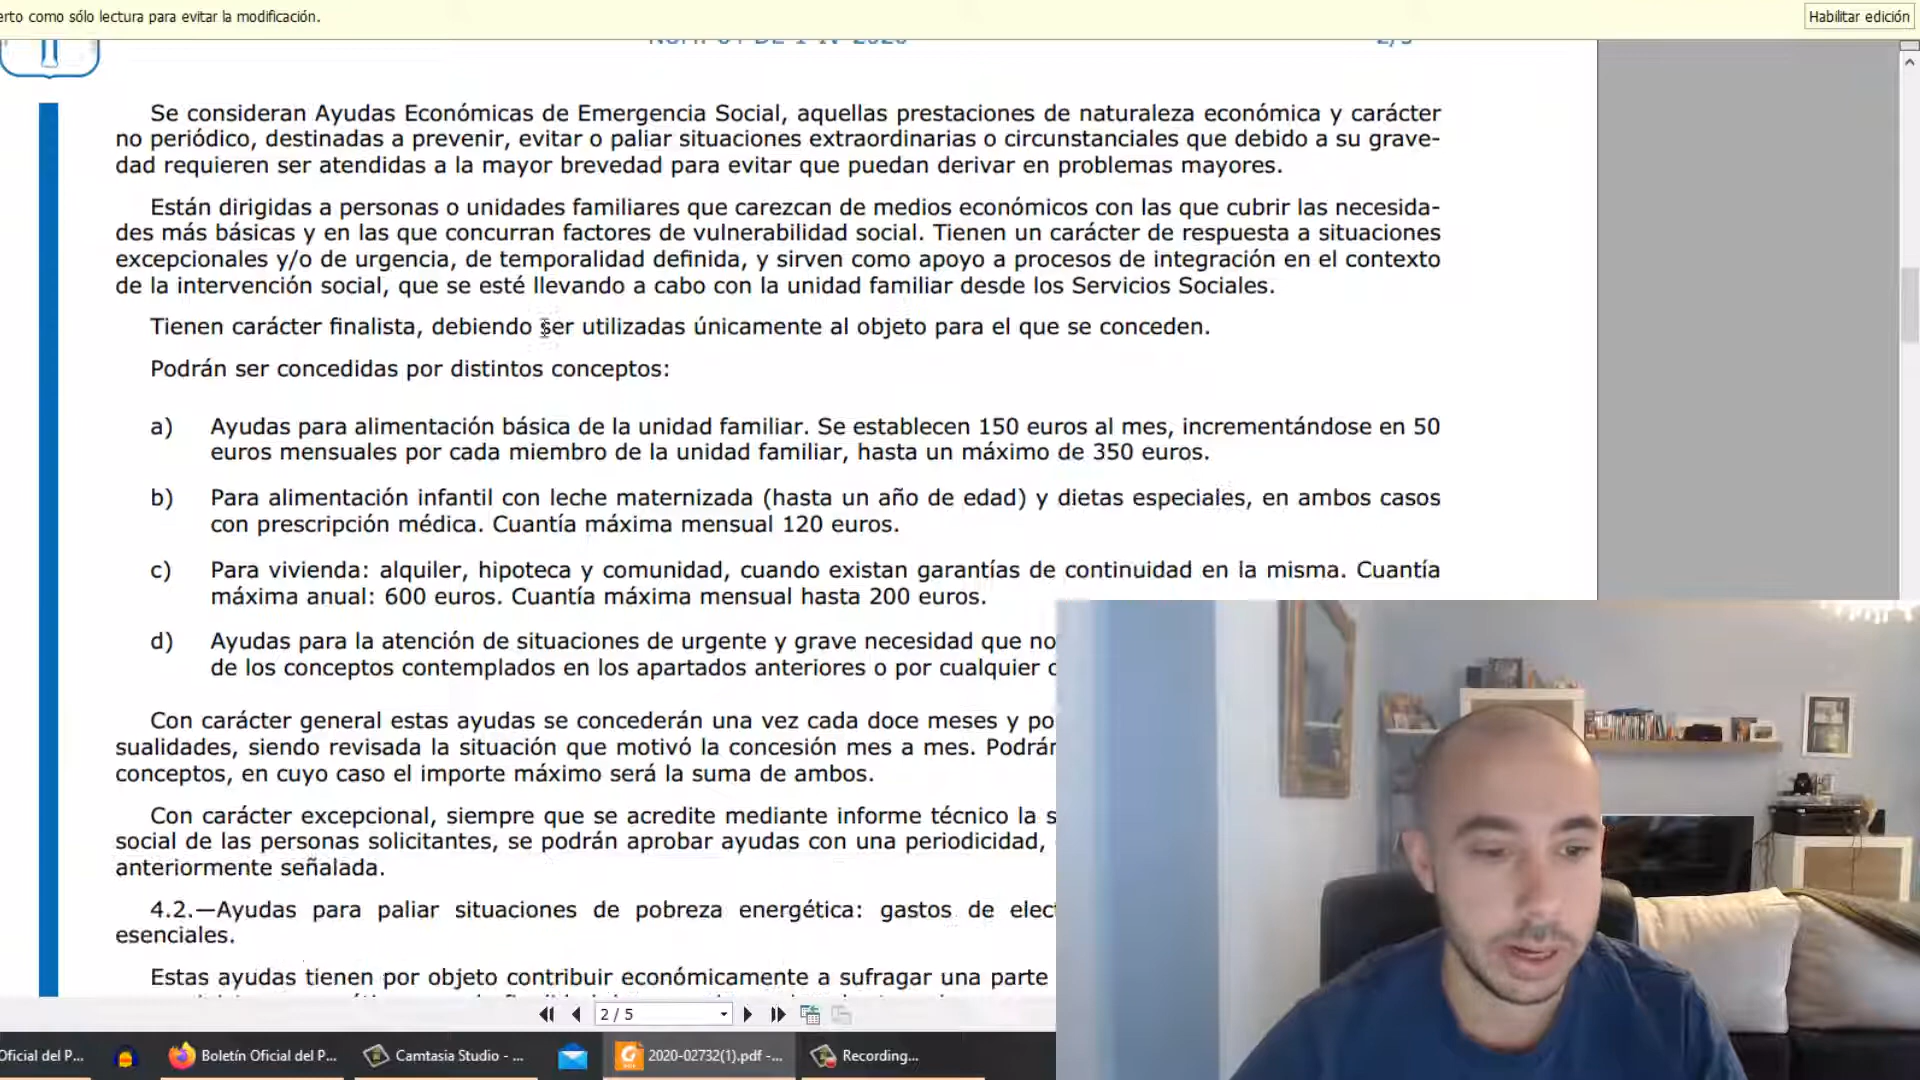 erto como sólo lectura para evitar la modificación.
Habilitar edición
2/5
Se consideran Ayudas Económicas de Emergencia Social, aquellas prestaciones de naturaleza económica y carácter
no periódico, destinadas a prevenir, evitar o paliar situaciones extraordinarias o circunstanciales que debido a su grave-
dad requieren ser atendidas a la mayor brevedad para evitar que puedan derivar en problemas mayores.
Están dirigidas a personas o unidades familiares que carezcan de medios económicos con las que cubrir las necesida-
des más básicas y en las que concurran factores de vulnerabilidad social. Tienen un carácter de respuesta a situaciones
excepcionales y/o de urgencia, de temporalidad definida, y sirven como apoyo a procesos de integración en el contexto
de la intervención social, que se esté llevando a cabo con la unidad familiar desde los Servicios Sociales.
Tienen carácter finalista, debiendo ser utilizadas únicamente al objeto para el que se conceden.
Podrán ser concedidas por distintos conceptos:
a) Ayudas para alimentación básica de la unidad familiar. Se establecen 150 euros al mes, incrementándose en 50
euros mensuales por cada miembro de la unidad familiar, hasta un máximo de 350 euros.
b) Para alimentación infantil con leche maternizada (hasta un año de edad) y dietas especiales, en ambos casos
con prescripción médica. Cuantía máxima mensual 120 euros.
c) Para vivienda: alquiler, hipoteca y comunidad, cuando existan garantías de continuidad en la misma. Cuantía
máxima anual: 600 euros. Cuantía máxima mensual hasta 200 euros.
d) Ayudas para la atención de situaciones de urgente y grave necesidad que no
de los conceptos contemplados en los apartados anteriores o por cualquier
Con carácter general estas ayudas se concederán una vez cada doce meses y po
sualidades, siendo revisada la situación que motivó la concesión mes a mes. Podrár
conceptos, en cuyo caso el importe máximo será la suma de ambos.
Con carácter excepcional, siempre que se acredite mediante informe técnico la s
social de las personas solicitantes, se podrán aprobar ayudas con una periodicidad,
anteriormente señalada.
4.2.—Ayudas para paliar situaciones de pobreza energética: gastos de elec
esenciales.
Estas ayudas tienen por objeto contribuir económicamente a sufragar una parte
2 / 5
Oficial del P...
Boletín Oficial del P...
Camtasia Studio - ...
2020-02732(1).pdf -...
Recording...